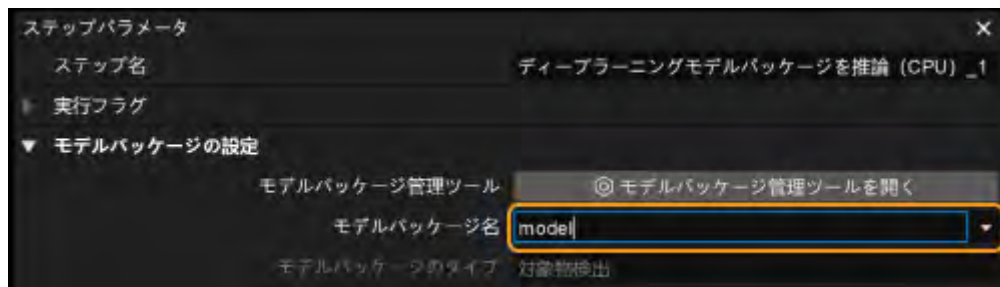 ステップパラメータ ×
ステップ名 ディープラーニングモデルパッケージを推論（CPU）_1
実行フラグ
モデルパッケージの設定
モデルパッケージ管理ツール モデルパッケージ管理ツールを開く
モデルパッケージ名 model
モデルパッケージのタイプ 対象物検出